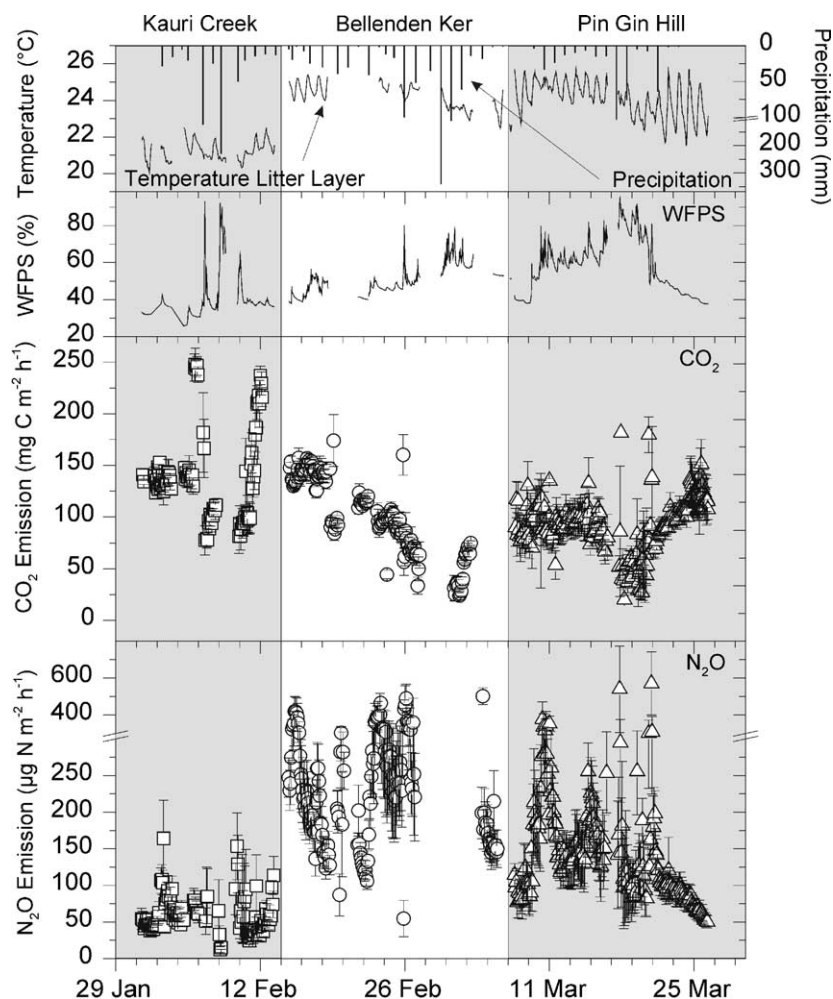 Kauri Creek Bellenden Ker Pin Gin Hill
Temperature (°C)
26
24
22
20
Precipitation (mm)
0
50
100
200
300
Temperature Litter Layer
Precipitation
WFPS (%)
80
60
40
20
WFPS
CO₂ Emission (mg C m⁻² h⁻¹)
250
200
150
100
50
0
CO₂
N₂O Emission (µg N m⁻² h⁻¹)
600
400
250
200
150
100
50
0
N₂O
29 Jan 12 Feb 26 Feb 11 Mar 25 Mar